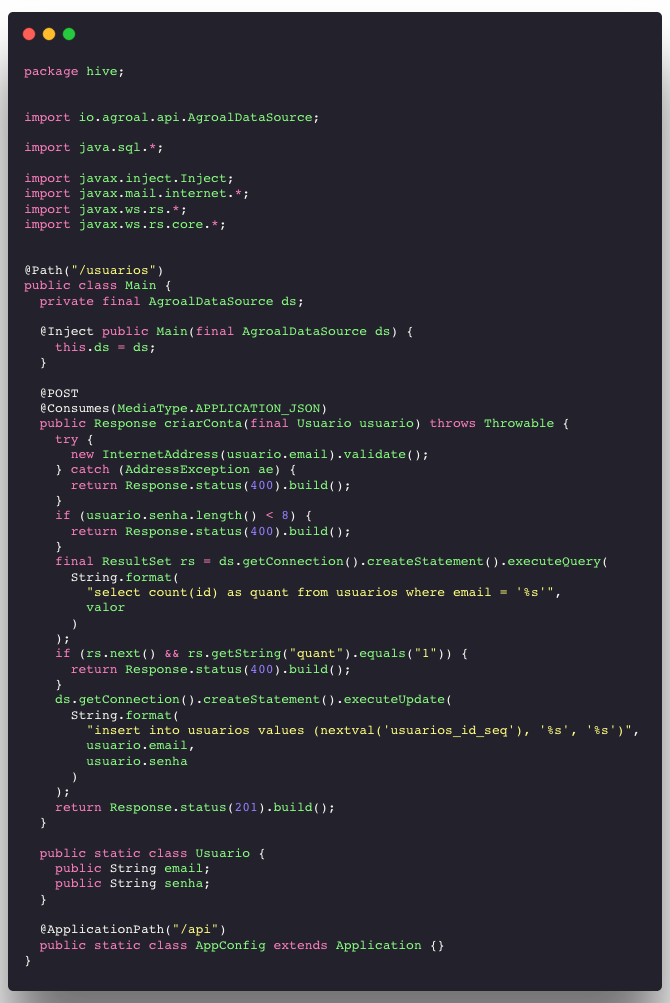 package hive;
import io.agroal.api.AgroalDataSource;
import java.sql.*;
import javax.inject.Inject;
import javax.mail.internet.*;
import javax.ws.rs.*;
import javax.ws.rs.core.*;
@Path("/usuarios")
public class Main {
  private final AgroalDataSource ds;
  @Inject public Main(final AgroalDataSource ds) {
    this.ds = ds;
  }
  @POST
  @Consumes(MediaType.APPLICATION_JSON)
  public Response criarConta(final Usuario usuario) throws Throwable {
    try {
      new InternetAddress(usuario.email).validate();
    } catch (AddressException ae) {
      return Response.status(400).build();
    }
    if (usuario.senha.length() < 8) {
      return Response.status(400).build();
    }
    final ResultSet rs = ds.getConnection().createStatement().executeQuery(
      String.format(
        "select count(id) as quant from usuarios where email = '%s'",
        valor
      )
    );
    if (rs.next() && rs.getString("quant").equals("1")) {
      return Response.status(400).build();
    }
    ds.getConnection().createStatement().executeUpdate(
      String.format(
        "insert into usuarios values (nextval('usuarios_id_seq'), '%s', '%s')",
        usuario.email,
        usuario.senha
      )
    );
    return Response.status(201).build();
  }
  public static class Usuario {
    public String email;
    public String senha;
  }
  @ApplicationPath("/api")
  public static class AppConfig extends Application {}
}